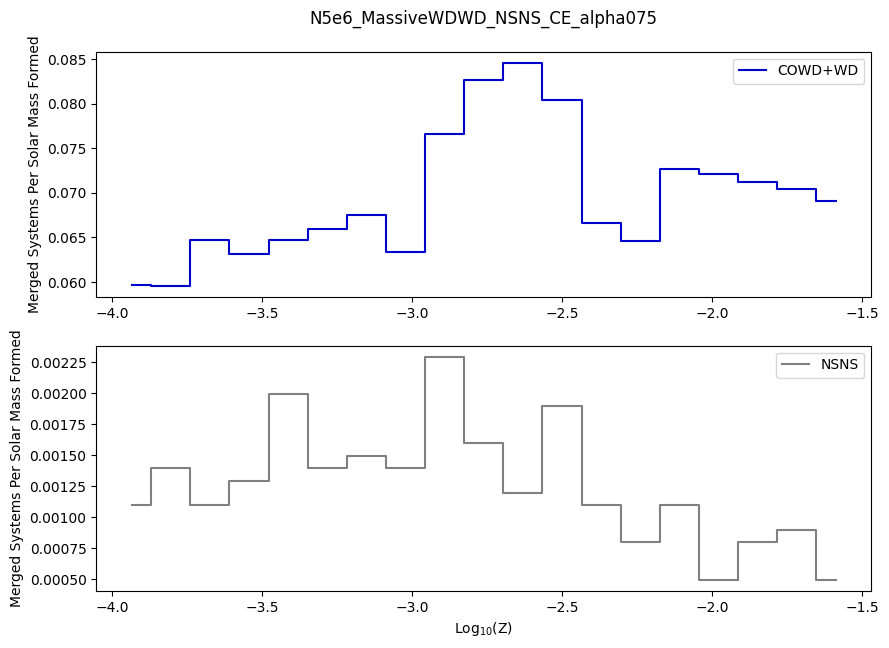 N5e6_MassiveWDWD_NSNS_CE_alpha075
Merged Systems Per Solar Mass Formed
0.085
0.080
0.075
0.070
0.065
0.060
COWD+WD
−4.0 −3.5 −3.0 −2.5 −2.0 −1.5
Merged Systems Per Solar Mass Formed
0.00225
0.00200
0.00175
0.00150
0.00125
0.00100
0.00075
0.00050
NSNS
−4.0 −3.5 −3.0 −2.5 −2.0 −1.5
Log₁₀(Z)